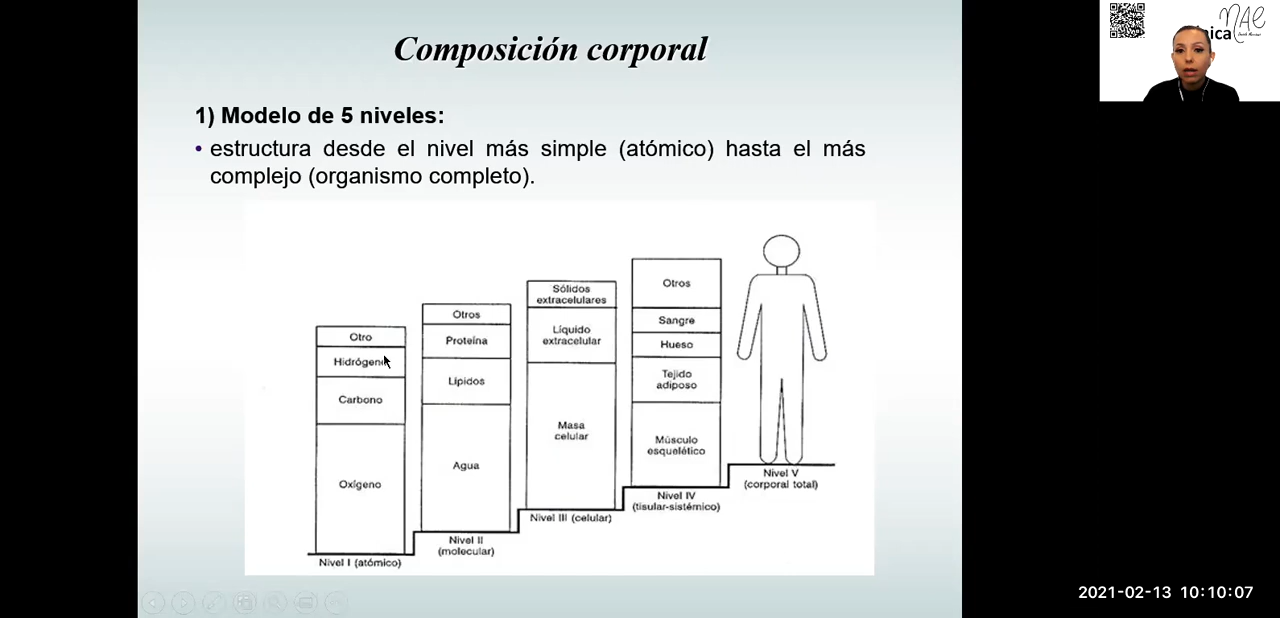 Composición corporal
1) Modelo de 5 niveles:
• estructura desde el nivel más simple (atómico) hasta el más
complejo (organismo completo).
Otro
Hidrógeno
Carbono
Oxígeno
Nivel I (atómico)
Otros
Proteína
Lípidos
Agua
Nivel II
(molecular)
Sólidos
extracelulares
Líquido
extracelular
Masa
celular
Nivel III (celular)
Otros
Sangre
Hueso
Tejido
adiposo
Músculo
esquelético
Nivel IV
(tisular-sistémico)
Nivel V
(corporal total)
NAE
ica
2021-02-13 10:10:07